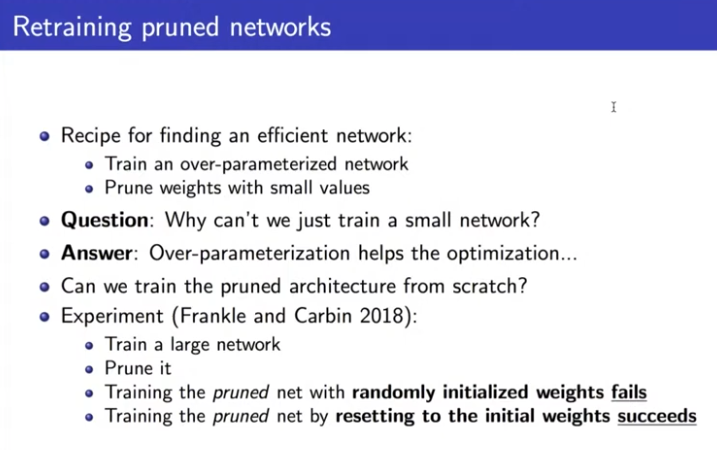 Retraining pruned networks
Recipe for finding an efficient network:
Train an over-parameterized network
Prune weights with small values
Question: Why can't we just train a small network?
Answer: Over-parameterization helps the optimization...
Can we train the pruned architecture from scratch?
Experiment (Frankle and Carbin 2018):
Train a large network
Prune it
Training the pruned net with randomly initialized weights fails
Training the pruned net by resetting to the initial weights succeeds